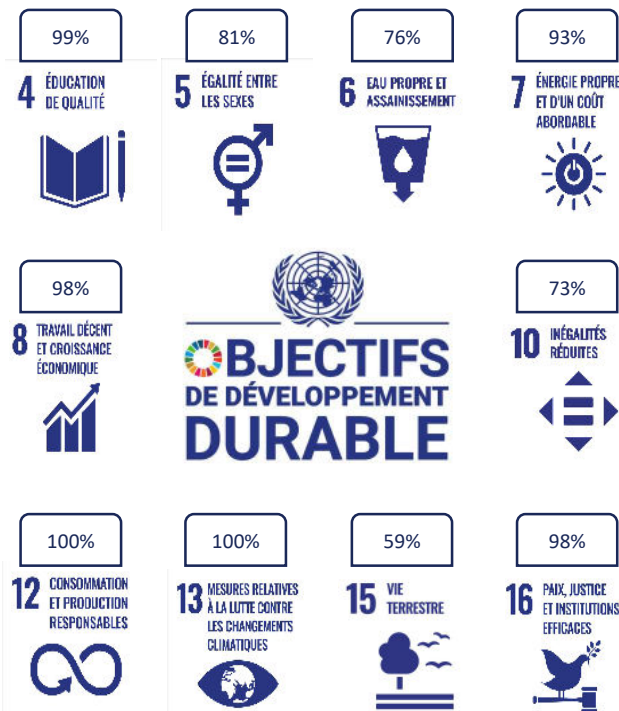 99%
4 ÉDUCATION
DE QUALITÉ
81%
5 ÉGALITÉ ENTRE
LES SEXES
76%
6 EAU PROPRE ET
ASSAINISSEMENT
93%
7 ÉNERGIE PROPRE
ET D'UN COÛT
ABORDABLE
98%
8 TRAVAIL DÉCENT
ET CROISSANCE
ÉCONOMIQUE
OBJECTIFS
DE DÉVELOPPEMENT
DURABLE
73%
10 INÉGALITÉS
RÉDUITES
100%
12 CONSOMMATION
ET PRODUCTION
RESPONSABLES
100%
13 MESURES RELATIVES
À LA LUTTE CONTRE
LES CHANGEMENTS
CLIMATIQUES
59%
15 VIE
TERRESTRE
98%
16 PAIX, JUSTICE
ET INSTITUTIONS
EFFICACES